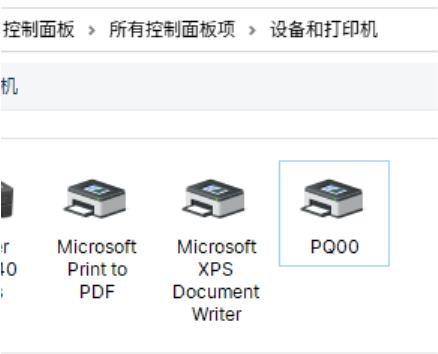 控制面板 › 所有控制面板项 › 设备和打印机
机
Microsoft
Print to
PDF
Microsoft
XPS
Document
Writer
PQ00